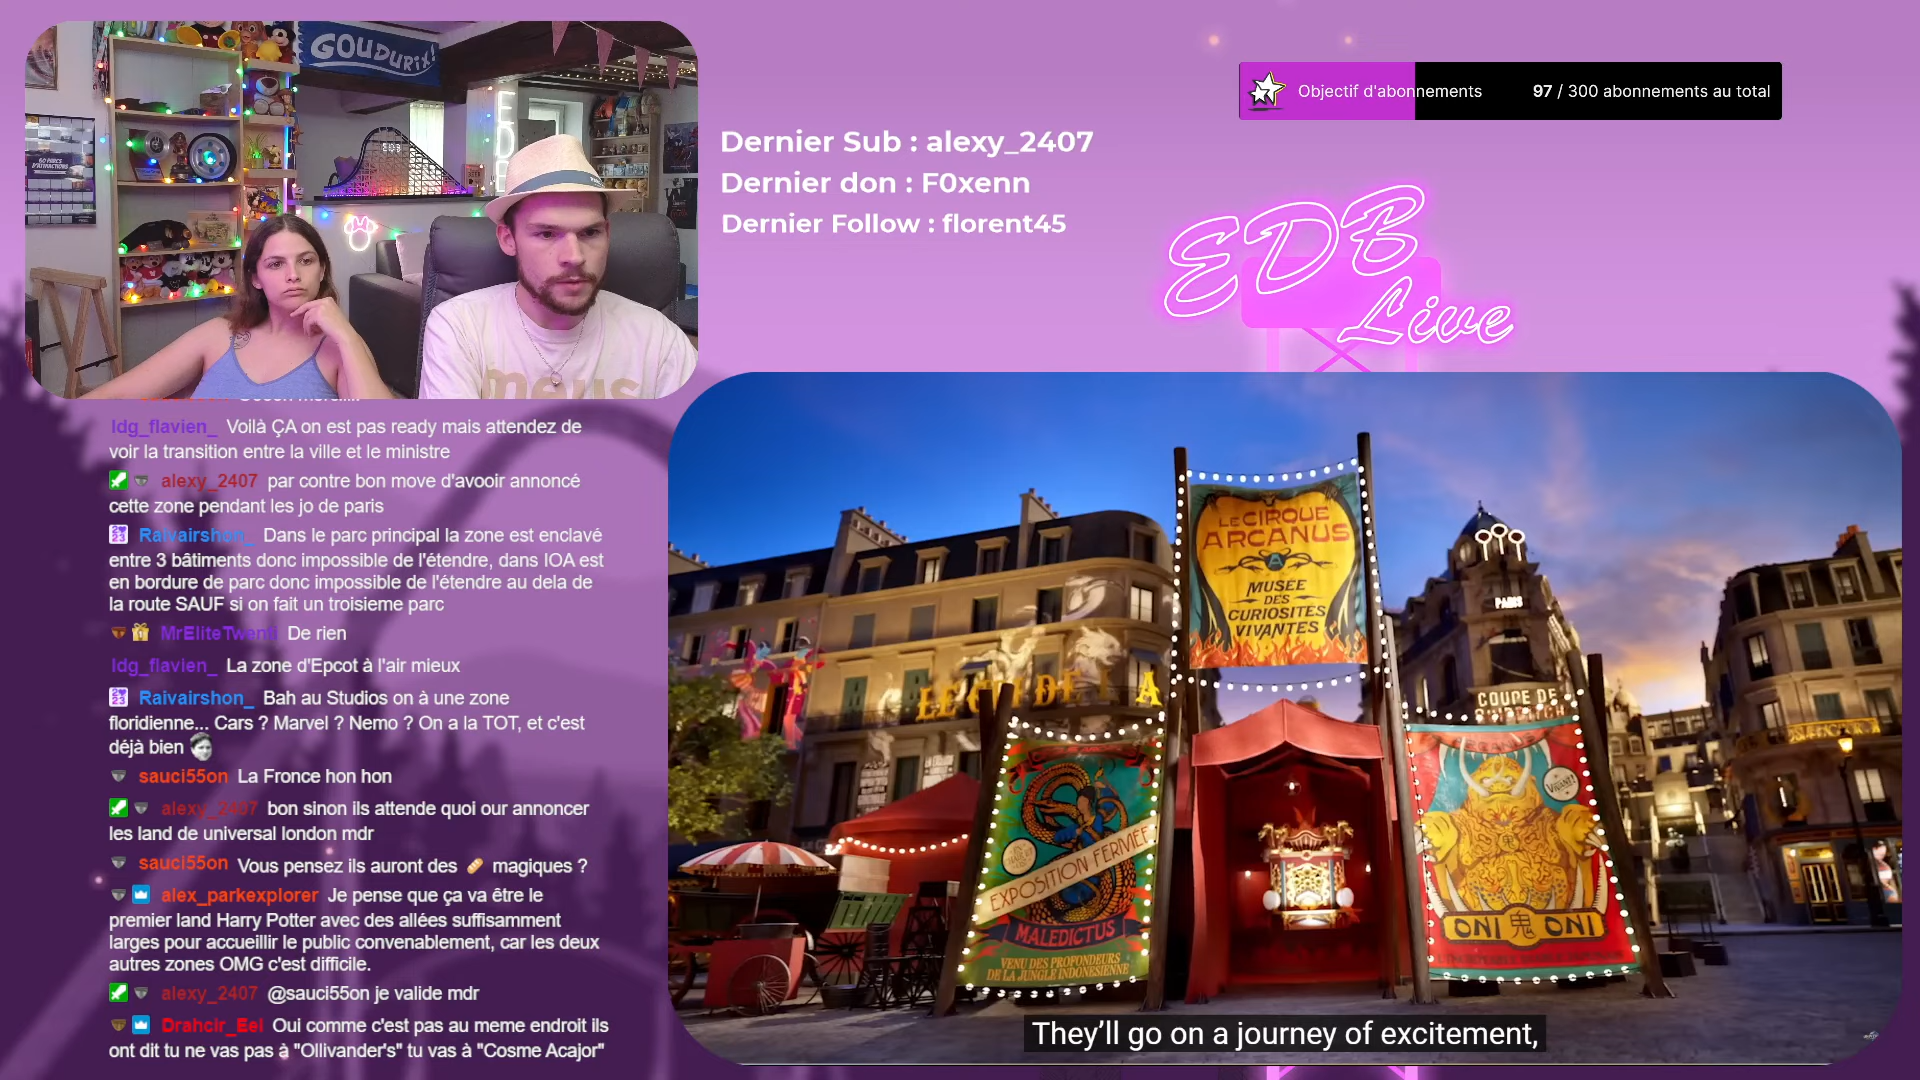 GOUDURIX!
EDB
Objectif d'abonnements
97 / 300 abonnements au total
Dernier Sub : alexy_2407
Dernier don : F0xenn
Dernier Follow : florent45
EDB
Live
ldg_flavien_ Voilà ÇA on est pas ready mais attendez de
voir la transition entre la ville et le ministre
alexy_2407 par contre bon move d'avooir annoncé
cette zone pendant les jo de paris
Raivairshon_ Dans le parc principal la zone est enclavé
entre 3 bâtiments donc impossible de l'étendre, dans IOA est
en bordure de parc donc impossible de l'étendre au dela de
la route SAUF si on fait un troisieme parc
MrEliteTwenti De rien
ldg_flavien_ La zone d'Epcot à l'air mieux
Raivairshon_ Bah au Studios on à une zone
floridienne... Cars ? Marvel ? Nemo ? On a la TOT, et c'est
déjà bien
sauci55on La Fronce hon hon
alexy_2407 bon sinon ils attende quoi our annoncer
les land de universal london mdr
sauci55on Vous pensez ils auront des magiques ?
alex_parkexplorer Je pense que ça va être le
premier land Harry Potter avec des allées suffisamment
larges pour accueillir le public convenablement, car les deux
autres zones OMG c'est difficile.
alexy_2407 @sauci55on je valide mdr
Drahcir_Eel Oui comme c'est pas au meme endroit ils
ont dit tu ne vas pas à "Ollivander's" tu vas à "Cosme Acajor"
LE CIRQUE
ARCANUS
A
MUSÉE
DES
CURIOSITÉS
VIVANTES
PARIS
COUPE DE
EXPOSITION FERMÉE
MALEDICTUS
VENU DES PROFONDEURS
DE LA JUNGLE INDONESIENNE
VIVANT!
ONI 鬼 ONI
They'll go on a journey of excitement,